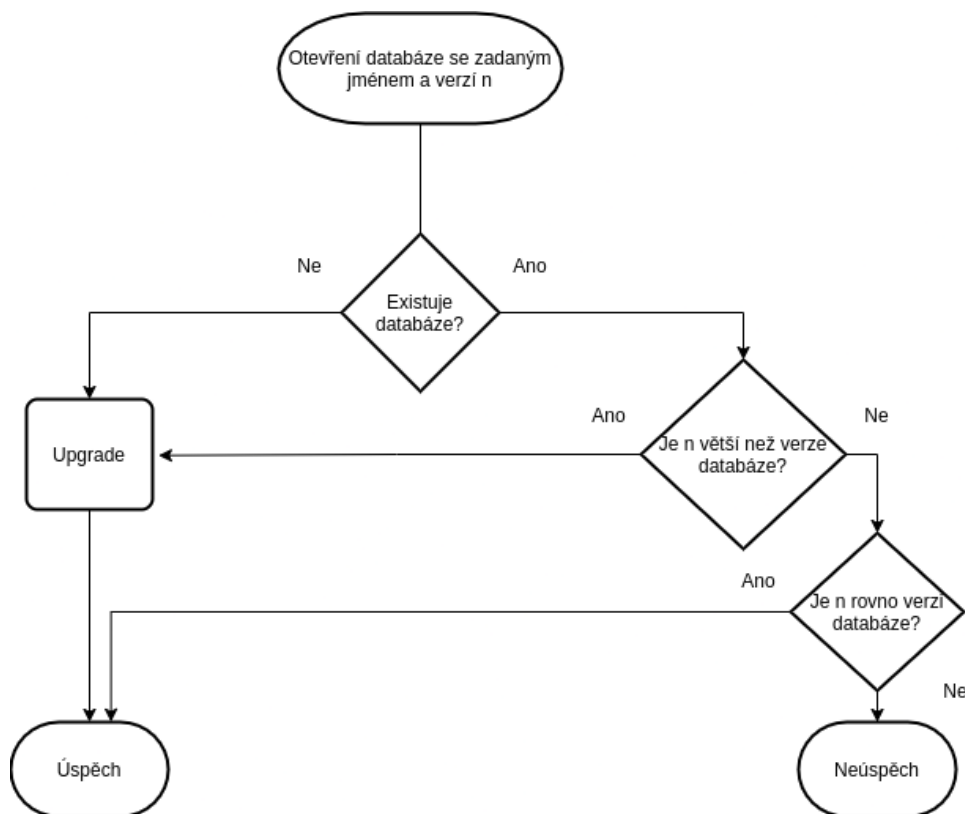 Otevření databáze se zadaným
jménem a verzí n
Ne
Ano
Existuje
databáze?
Ano
Ne
Upgrade
Je n větší než verze
databáze?
Ano
Je n rovno verzi
databáze?
Ne
Úspěch
Neúspěch